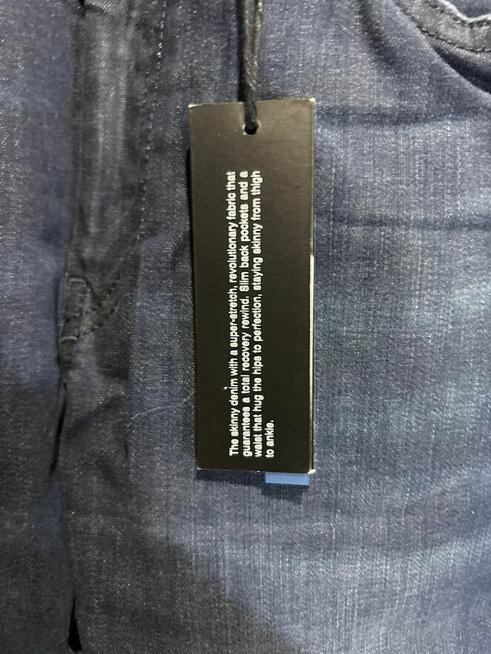 The skinny denim with a super-stretch, revolutionary fabric that
guarantees a total recovery rewind. Slim back pockets and a
waist that hug the hips to perfection, staying skinny from thigh
to ankle.